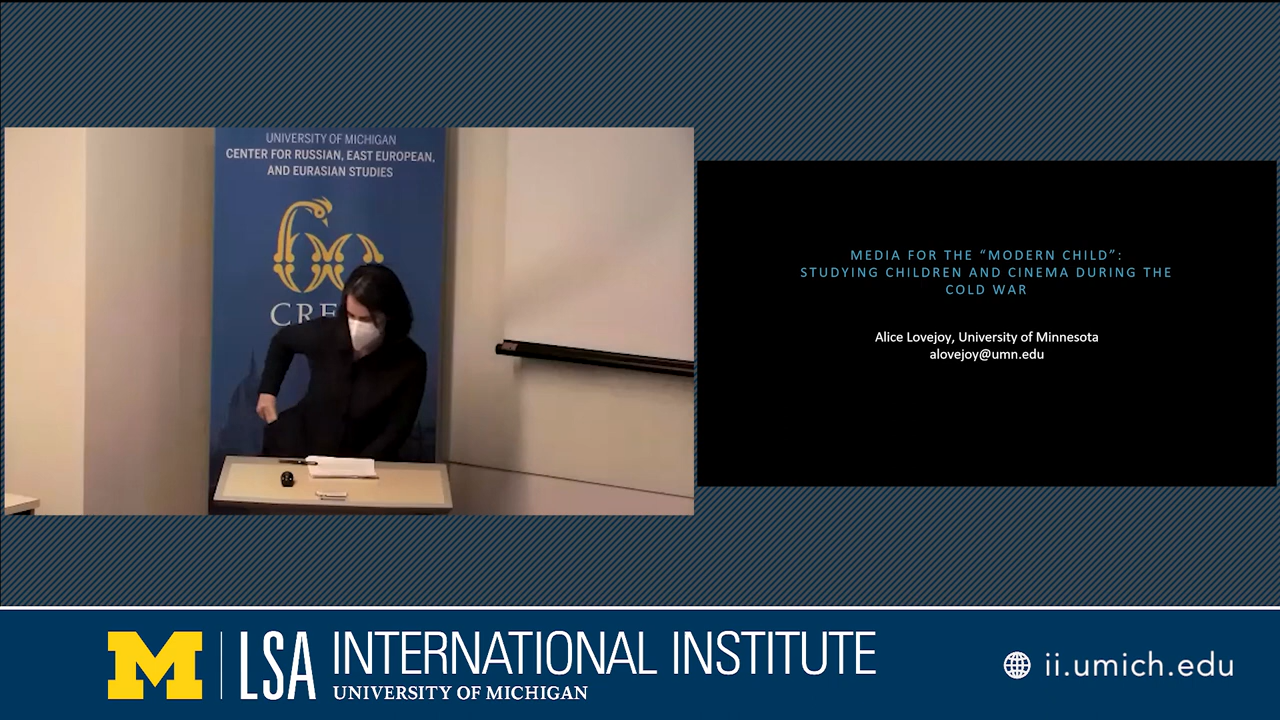 UNIVERSITY OF MICHIGAN
CENTER FOR RUSSIAN, EAST EUROPEAN,
AND EURASIAN STUDIES
60
MEDIA FOR THE “MODERN CHILD”:
STUDYING CHILDREN AND CINEMA DURING THE
COLD WAR
Alice Lovejoy, University of Minnesota
alovejoy@umn.edu
M LSA INTERNATIONAL INSTITUTE
UNIVERSITY OF MICHIGAN
ii.umich.edu